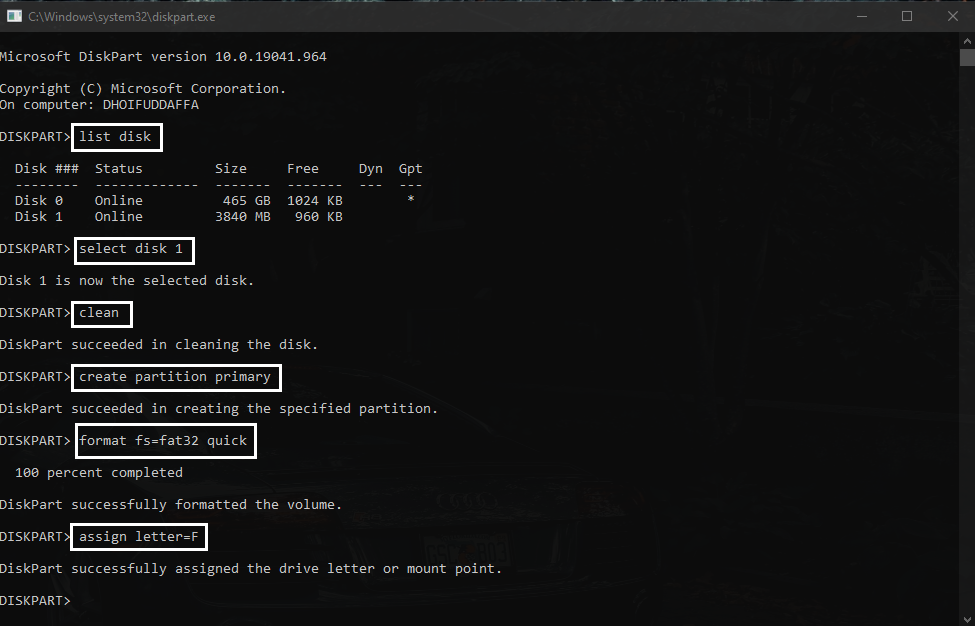 C:\Windows\system32\diskpart.exe
Microsoft DiskPart version 10.0.19041.964
Copyright (C) Microsoft Corporation.
On computer: DHOIFUDDAFFA
DISKPART> list disk
  Disk ###  Status         Size     Free     Dyn  Gpt
  --------  -------------  -------  -------  ---  ---
  Disk 0    Online          465 GB  1024 KB        *
  Disk 1    Online         3840 MB   960 KB
DISKPART> select disk 1
Disk 1 is now the selected disk.
DISKPART> clean
DiskPart succeeded in cleaning the disk.
DISKPART> create partition primary
DiskPart succeeded in creating the specified partition.
DISKPART> format fs=fat32 quick
  100 percent completed
DiskPart successfully formatted the volume.
DISKPART> assign letter=F
DiskPart successfully assigned the drive letter or mount point.
DISKPART>